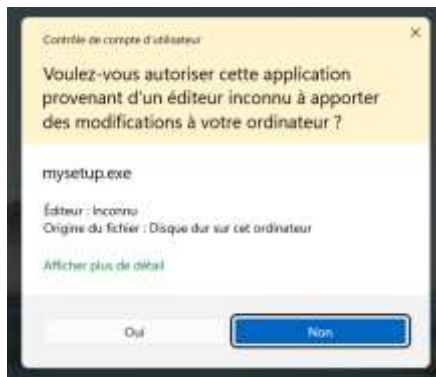 Contrôle de compte d'utilisateur
Voulez-vous autoriser cette application
provenant d'un éditeur inconnu à apporter
des modifications à votre ordinateur ?
mysetup.exe
Éditeur : Inconnu
Origine du fichier : Disque dur sur cet ordinateur
Afficher plus de détail
Oui
Non